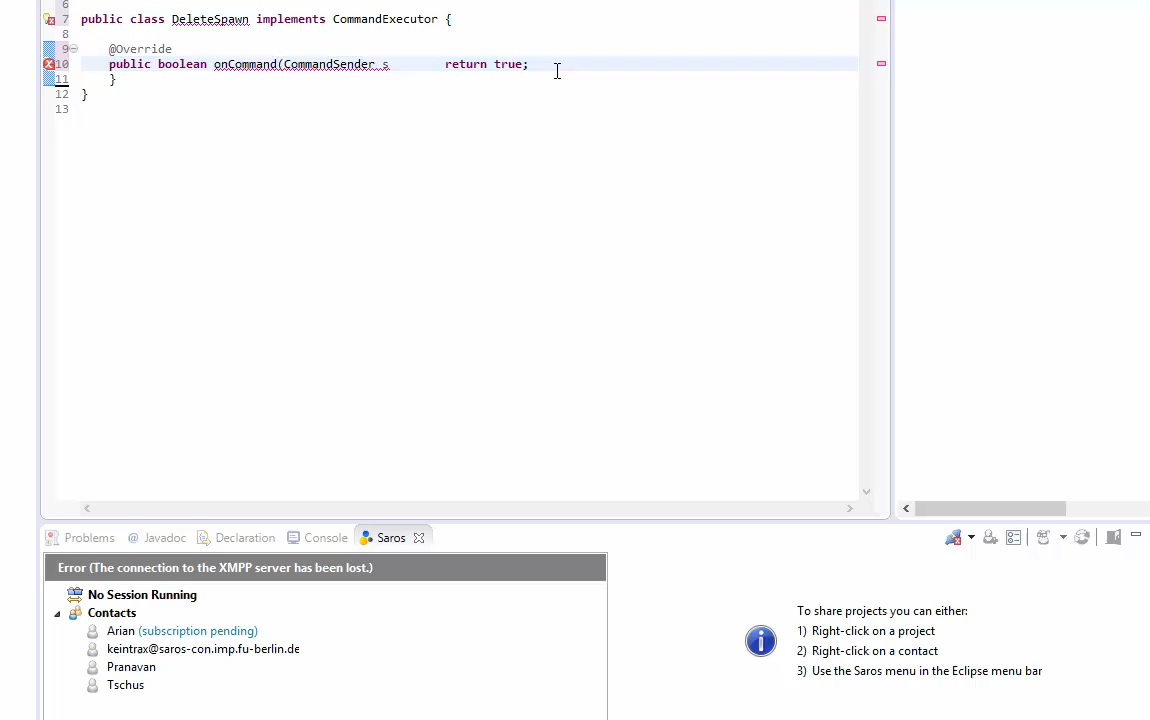 6
7 public class DeleteSpawn implements CommandExecutor {
8
9 @Override
10 public boolean onCommand(CommandSender s return true;
11 }
12 }
13
Problems @ Javadoc Declaration Console Saros
Error (The connection to the XMPP server has been lost.)
No Session Running
Contacts
Arian (subscription pending)
keintrax@saros-con.imp.fu-berlin.de
Pranavan
Tschus
To share projects you can either:
1) Right-click on a project
2) Right-click on a contact
3) Use the Saros menu in the Eclipse menu bar